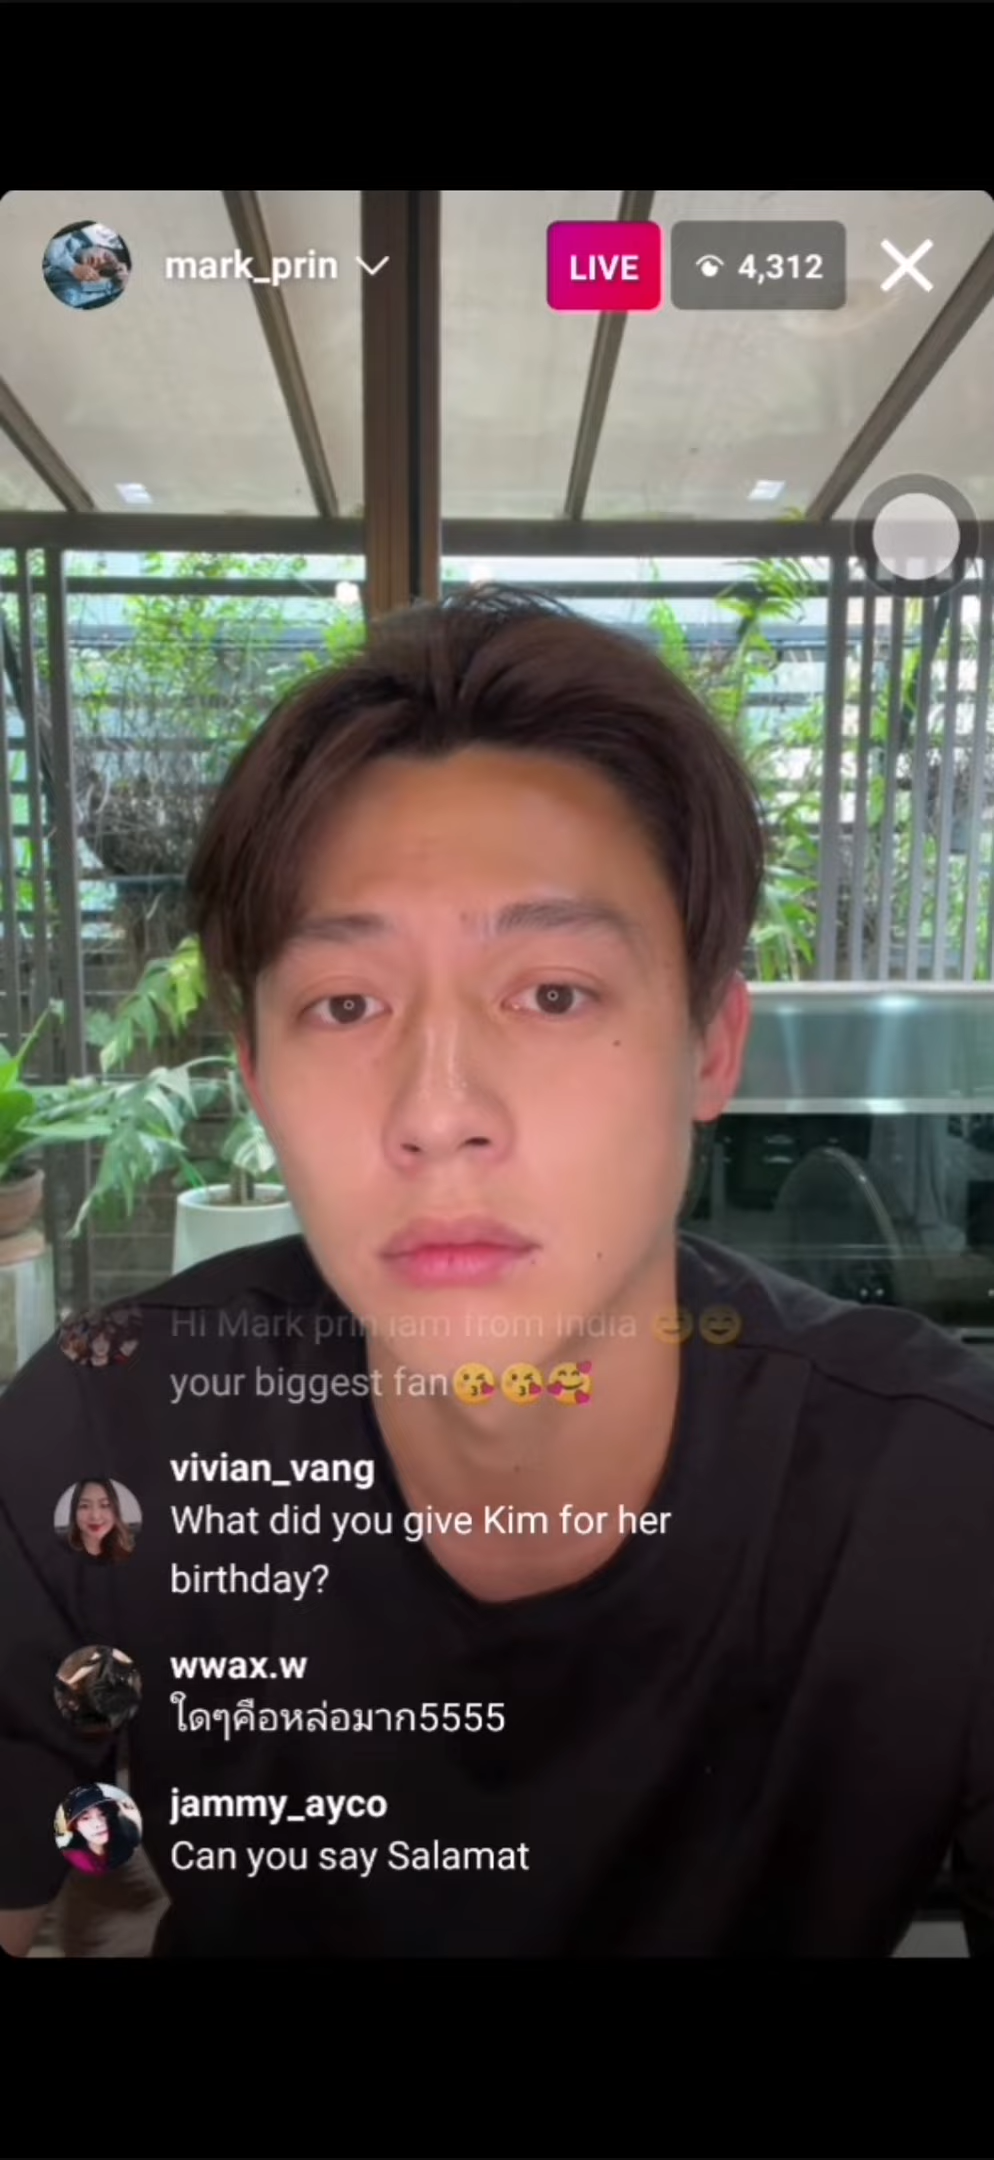 mark_prin
LIVE
4,312
Hi Mark prin iam from india 😄😄
your biggest fan😘😘🥰
vivian_vang
What did you give Kim for her
birthday?
wwax.w
ใดๆคือหล่อมาก5555
jammy_ayco
Can you say Salamat